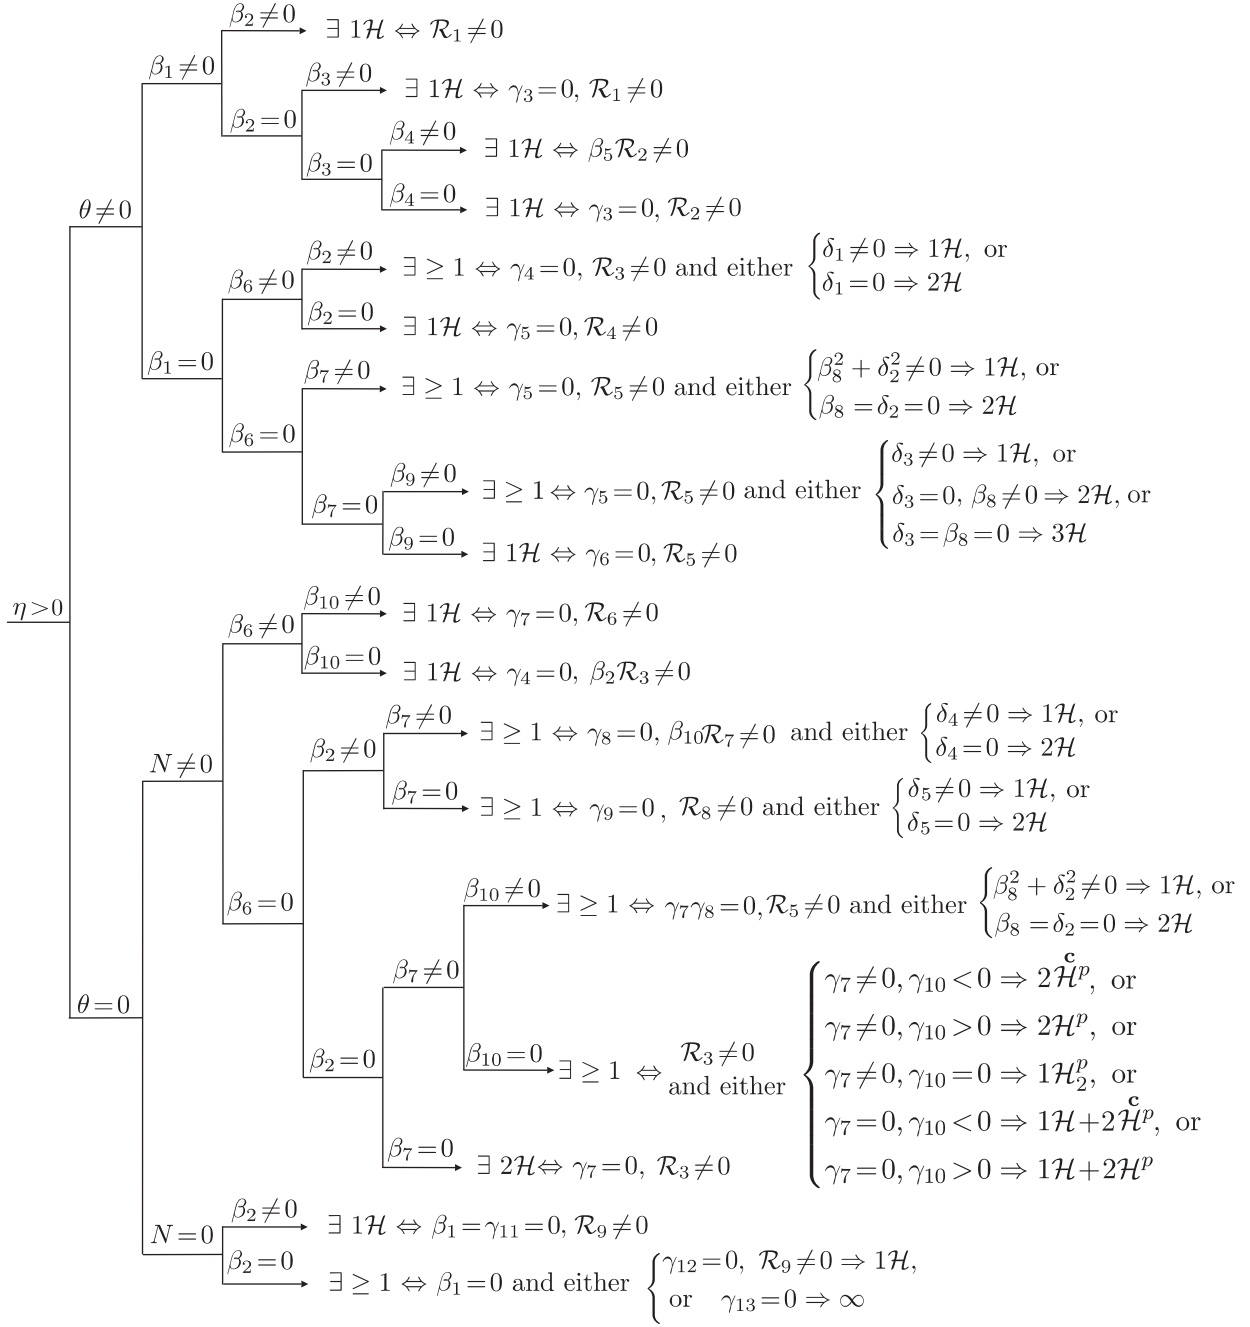 β₂≠0
∃ 1ℋ ⇔ ℛ₁≠0
β₁≠0
β₃≠0
∃ 1ℋ ⇔ γ₃=0, ℛ₁≠0
β₂=0
β₄≠0
∃ 1ℋ ⇔ β₅ℛ₂≠0
β₃=0
β₄=0
∃ 1ℋ ⇔ γ₃=0, ℛ₂≠0
θ≠0
β₂≠0
∃ ≥ 1 ⇔ γ₄=0, ℛ₃≠0 and either
δ₁≠0 ⇒ 1ℋ, or
δ₁=0 ⇒ 2ℋ
β₆≠0
β₂=0
∃ 1ℋ ⇔ γ₅=0, ℛ₄≠0
β₁=0
β₇≠0
∃ ≥ 1 ⇔ γ₅=0, ℛ₅≠0 and either
β₈² + δ₂² ≠0 ⇒ 1ℋ, or
β₈ = δ₂=0 ⇒ 2ℋ
β₆=0
β₉≠0
∃ ≥ 1 ⇔ γ₅=0, ℛ₅≠0 and either
δ₃≠0 ⇒ 1ℋ, or
δ₃=0, β₈≠0 ⇒ 2ℋ, or
δ₃=β₈=0 ⇒ 3ℋ
β₇=0
β₉=0
∃ 1ℋ ⇔ γ₆=0, ℛ₅≠0
η>0
β₁₀≠0
∃ 1ℋ ⇔ γ₇=0, ℛ₆≠0
β₆≠0
β₁₀=0
∃ 1ℋ ⇔ γ₄=0, β₂ℛ₃≠0
N≠0
β₇≠0
∃ ≥ 1 ⇔ γ₈=0, β₁₀ℛ₇≠0 and either
δ₄≠0 ⇒ 1ℋ, or
δ₄=0 ⇒ 2ℋ
β₂≠0
β₇=0
∃ ≥ 1 ⇔ γ₉=0, ℛ₈≠0 and either
δ₅≠0 ⇒ 1ℋ, or
δ₅=0 ⇒ 2ℋ
β₆=0
β₁₀≠0
∃ ≥ 1 ⇔ γ₇γ₈=0, ℛ₅≠0 and either
β₈² + δ₂² ≠0 ⇒ 1ℋ, or
β₈ = δ₂=0 ⇒ 2ℋ
β₇≠0
β₁₀=0
∃ ≥ 1 ⇔ ℛ₃≠0
and either
γ₇≠0, γ₁₀<0 ⇒ 2ℋ̊ᶜᵖ, or
γ₇≠0, γ₁₀>0 ⇒ 2ℋᵖ, or
γ₇≠0, γ₁₀=0 ⇒ 1ℋ₂ᵖ, or
γ₇=0, γ₁₀<0 ⇒ 1ℋ+2ℋ̊ᶜᵖ, or
γ₇=0, γ₁₀>0 ⇒ 1ℋ+2ℋᵖ
β₂=0
β₇=0
∃ 2ℋ ⇔ γ₇=0, ℛ₃≠0
θ=0
N=0
β₂≠0
∃ 1ℋ ⇔ β₁=γ₁₁=0, ℛ₉≠0
β₂=0
∃ ≥ 1 ⇔ β₁=0 and either
γ₁₂=0, ℛ₉≠0 ⇒ 1ℋ,
or γ₁₃=0 ⇒ ∞